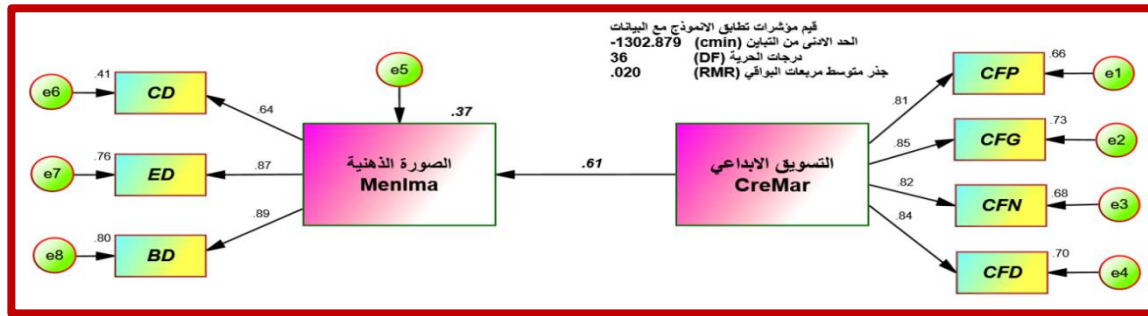 قيم مؤشرات تطابق الانموذج مع البيانات
الحد الادنى من التباين (cmin) -1302.879
درجات الحرية (DF) 36
جذر متوسط مربعات البواقي (RMR) .020
e6
.41
CD
.64
e7
.76
ED
.87
e8
.80
BD
.89
e5
.37
الصورة الذهنية
MenIma
.61
التسويق الابداعي
CreMar
.81
.66
CFP
e1
.85
.73
CFG
e2
.82
.68
CFN
e3
.84
.70
CFD
e4